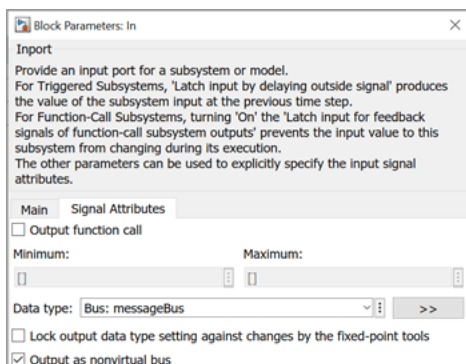 Block Parameters: In
Inport
Provide an input port for a subsystem or model.
For Triggered Subsystems, 'Latch input by delaying outside signal' produces
the value of the subsystem input at the previous time step.
For Function-Call Subsystems, turning 'On' the 'Latch input for feedback
signals of function-call subsystem outputs' prevents the input value to this
subsystem from changing during its execution.
The other parameters can be used to explicitly specify the input signal
attributes.
Main Signal Attributes
Output function call
Minimum: Maximum:
[] []
Data type: Bus: messageBus >>
Lock output data type setting against changes by the fixed-point tools
Output as nonvirtual bus